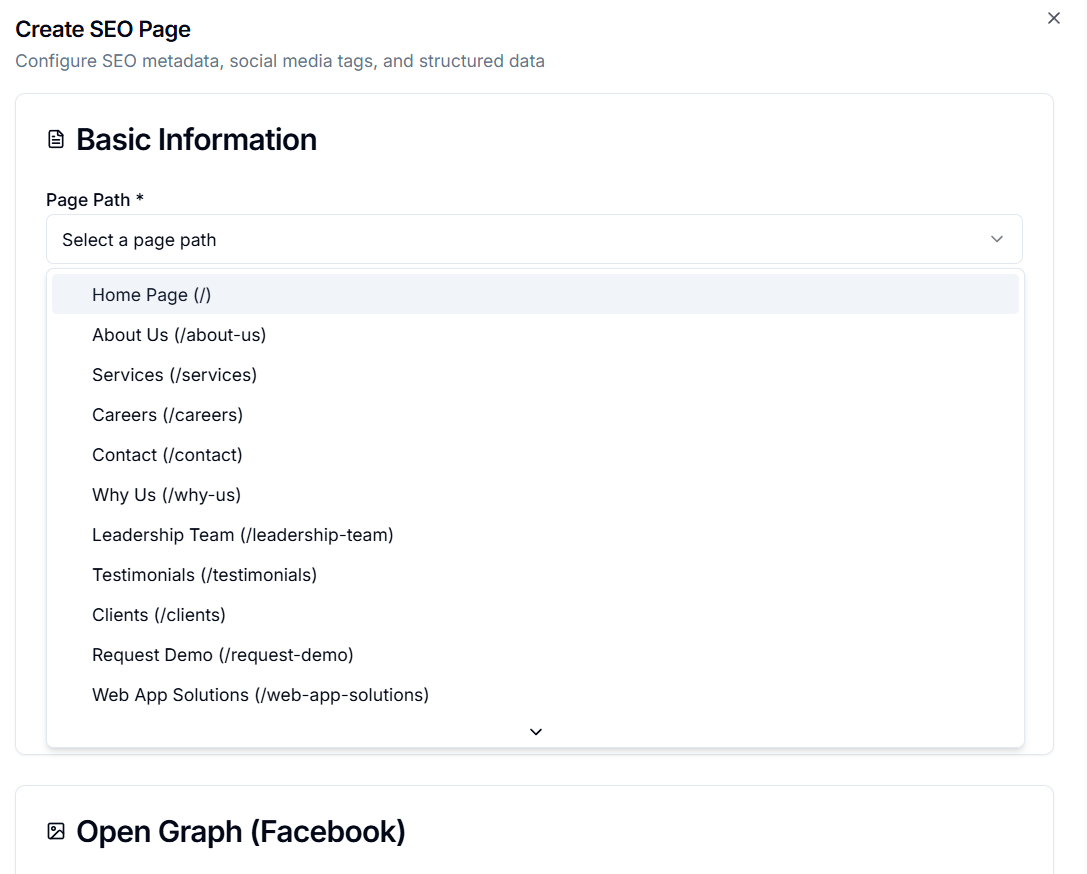 Create SEO Page
Configure SEO metadata, social media tags, and structured data
Basic Information
Page Path *
Select a page path
Home Page (/)
About Us (/about-us)
Services (/services)
Careers (/careers)
Contact (/contact)
Why Us (/why-us)
Leadership Team (/leadership-team)
Testimonials (/testimonials)
Clients (/clients)
Request Demo (/request-demo)
Web App Solutions (/web-app-solutions)
Open Graph (Facebook)